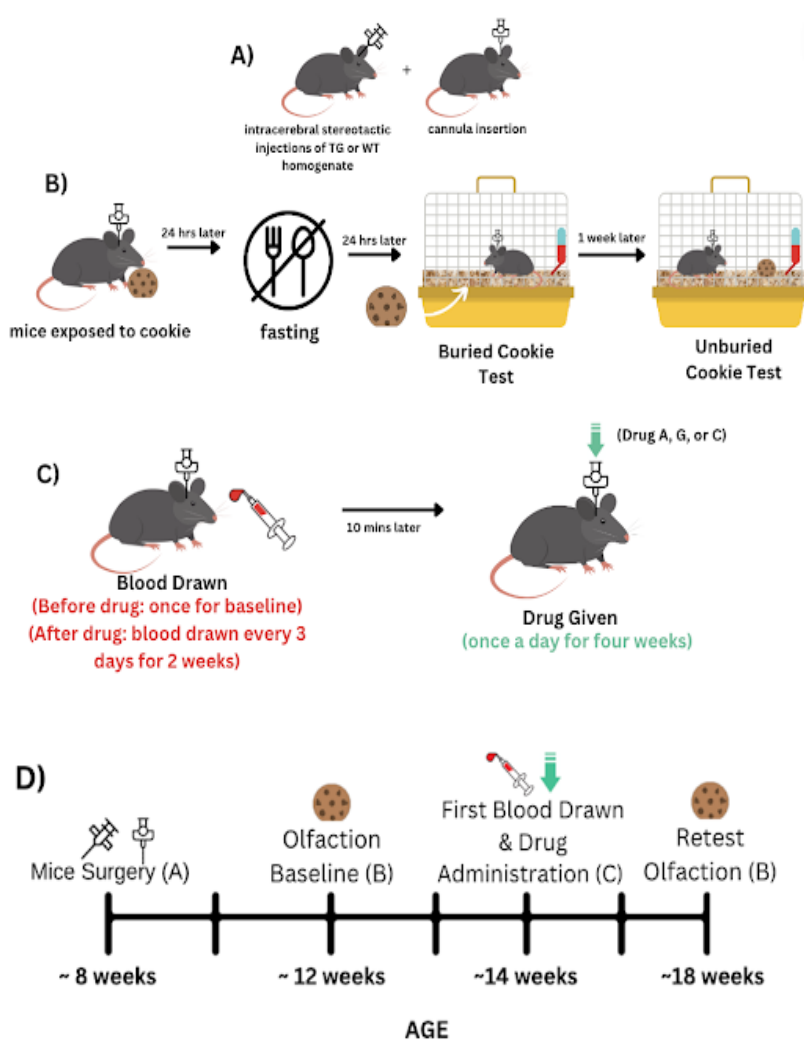 A)
+
intracerebral stereotactic
injections of TG or WT
homogenate
cannula insertion
B)
24 hrs later
24 hrs later
1 week later
mice exposed to cookie
fasting
Buried Cookie
Test
Unburied
Cookie Test
C)
(Drug A, G, or C)
10 mins later
Blood Drawn
(Before drug: once for baseline)
(After drug: blood drawn every 3
days for 2 weeks)
Drug Given
(once a day for four weeks)
D)
Mice Surgery (A)
Olfaction
Baseline (B)
First Blood Drawn
& Drug
Administration (C)
Retest
Olfaction (B)
~ 8 weeks
~ 12 weeks
~14 weeks
~18 weeks
AGE